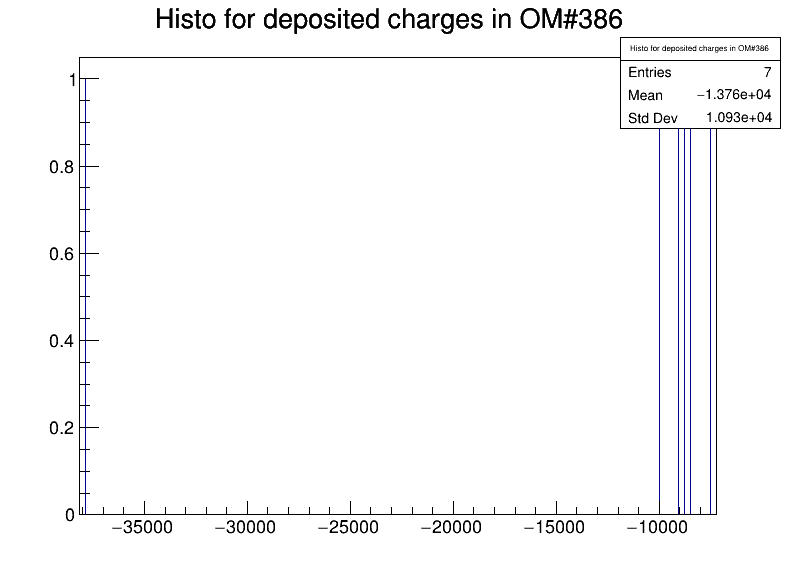 Histo for deposited charges in OM#386
Histo for deposited charges in OM#386
Entries 7
Mean −1.376e+04
Std Dev 1.093e+04
1
0.8
0.6
0.4
0.2
0
−35000 −30000 −25000 −20000 −15000 −10000